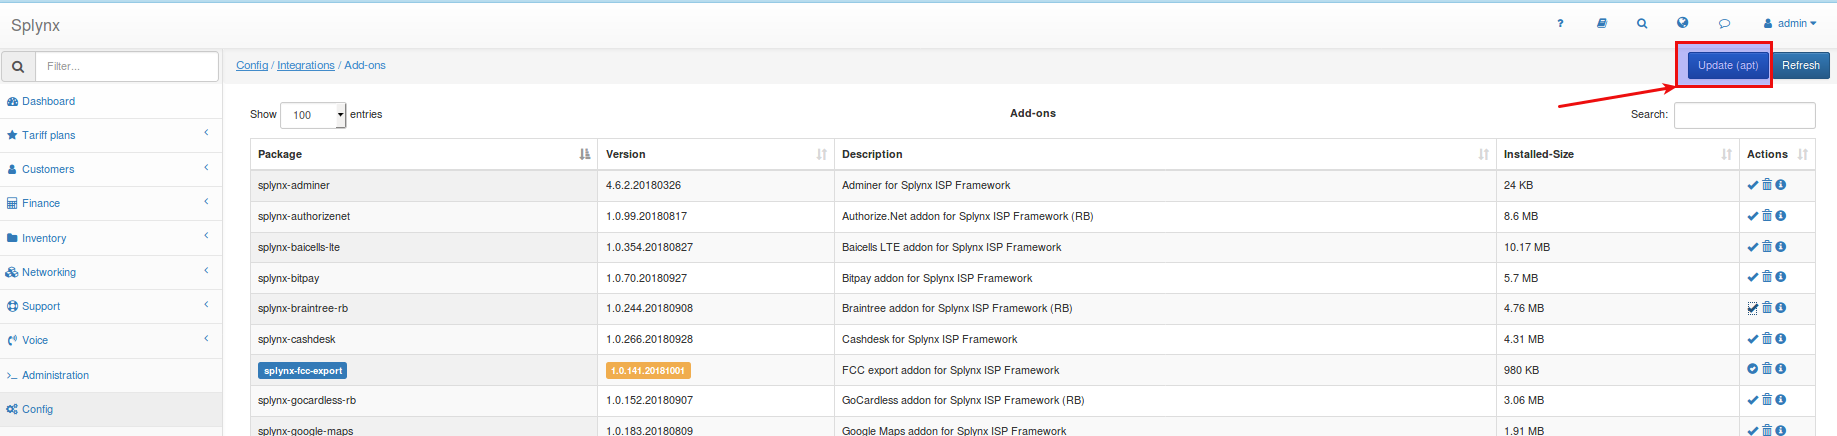 Splynx
? admin
Filter...
Config / Integrations / Add-ons
Update (apt) Refresh
Dashboard
Tariff plans
Customers
Finance
Inventory
Networking
Support
Voice
Administration
Config
Show 100 entries
Add-ons
Search:
Package Version Description Installed-Size Actions
splynx-adminer 4.6.2.20180326 Adminer for Splynx ISP Framework 24 KB
splynx-authorizenet 1.0.99.20180817 Authorize.Net addon for Splynx ISP Framework (RB) 8.6 MB
splynx-baicells-lte 1.0.354.20180827 Baicells LTE addon for Splynx ISP Framework 10.17 MB
splynx-bitpay 1.0.70.20180927 Bitpay addon for Splynx ISP Framework 5.7 MB
splynx-braintree-rb 1.0.244.20180908 Braintree addon for Splynx ISP Framework (RB) 4.76 MB
splynx-cashdesk 1.0.266.20180928 Cashdesk for Splynx ISP Framework 4.31 MB
splynx-fcc-export 1.0.141.20181001 FCC export addon for Splynx ISP Framework 980 KB
splynx-gocardless-rb 1.0.152.20180907 GoCardless addon for Splynx ISP Framework (RB) 3.06 MB
splynx-google-maps 1.0.183.20180809 Google Maps addon for Splynx ISP Framework 1.91 MB